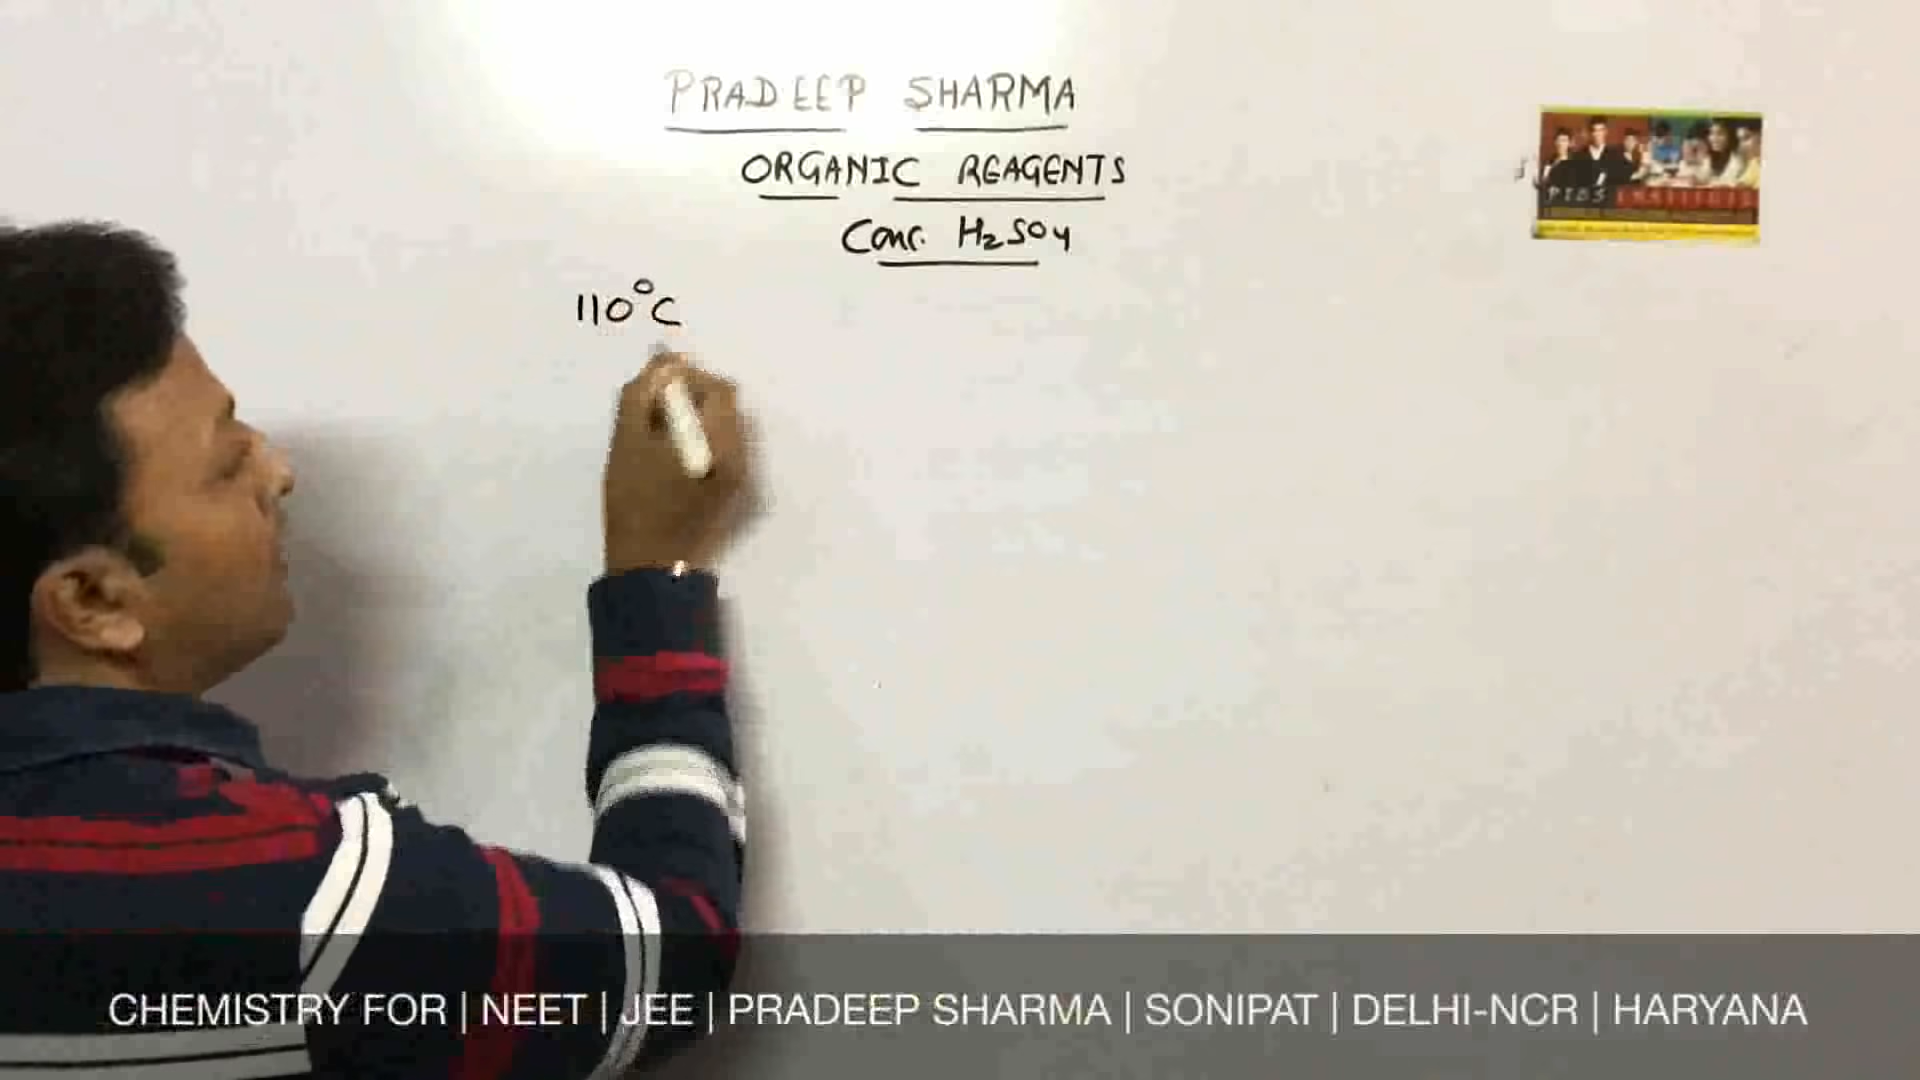 PRADEEP SHARMA
ORGANIC REAGENTS
Conc. H₂SO₄
110°C
CHEMISTRY FOR | NEET | JEE | PRADEEP SHARMA | SONIPAT | DELHI-NCR | HARYANA